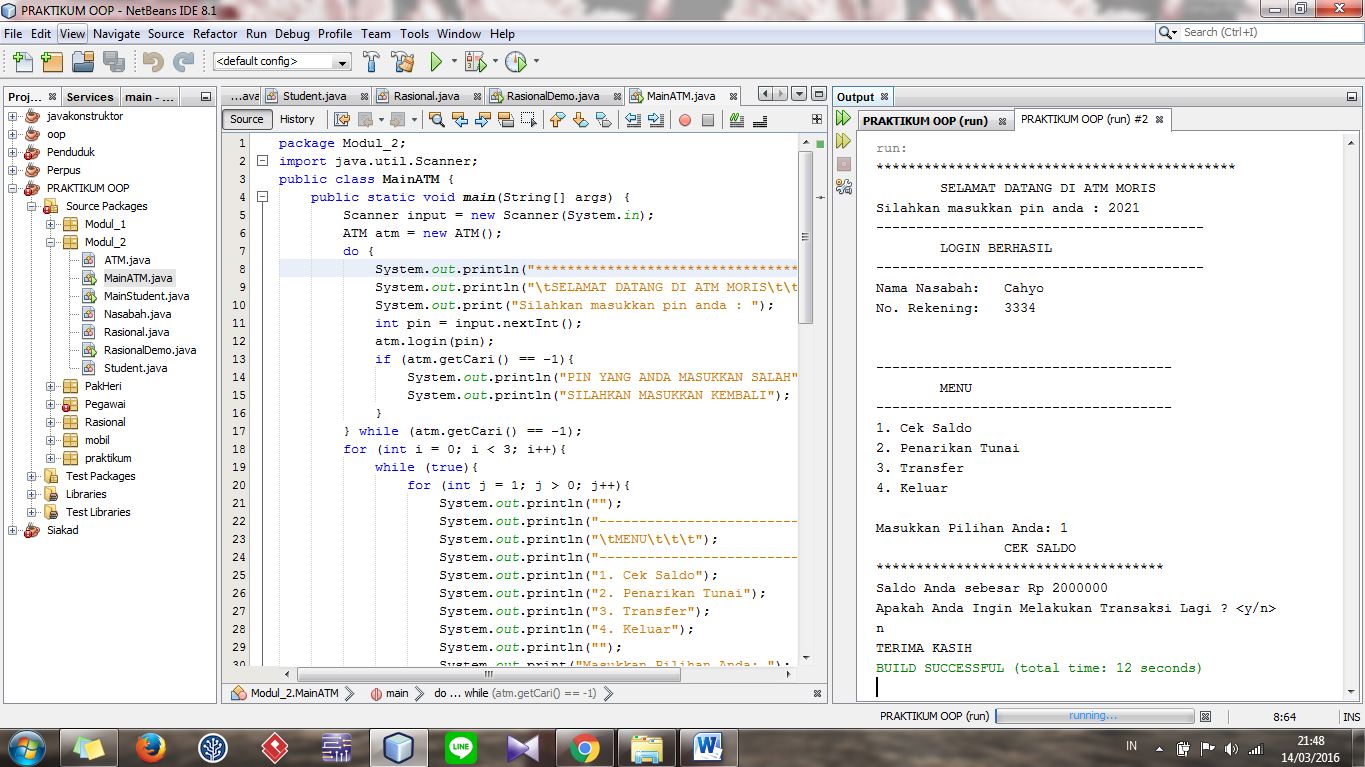 PRAKTIKUM OOP - NetBeans IDE 8.1
File Edit View Navigate Source Refactor Run Debug Profile Team Tools Window Help
Search (Ctrl+I)
<default config>
Proj... Services main - ...
javakonstruktor
oop
Penduduk
Perpus
PRAKTIKUM OOP
Source Packages
Modul_1
Modul_2
ATM.java
MainATM.java
MainStudent.java
Nasabah.java
Rasional.java
RasionalDemo.java
Student.java
PakHeri
Pegawai
Rasional
mobil
praktikum
Test Packages
Libraries
Test Libraries
Siakad
...ava Student.java Rasional.java RasionalDemo.java MainATM.java
Source History
1 package Modul_2;
2 import java.util.Scanner;
3 public class MainATM {
4 public static void main(String[] args) {
5 Scanner input = new Scanner(System.in);
6 ATM atm = new ATM();
7 do {
8 System.out.println("*********************************
9 System.out.println("\tSELAMAT DATANG DI ATM MORIS\t\t
10 System.out.print("Silahkan masukkan pin anda : ");
11 int pin = input.nextInt();
12 atm.login(pin);
13 if (atm.getCari() == -1){
14 System.out.println("PIN YANG ANDA MASUKKAN SALAH"
15 System.out.println("SILAHKAN MASUKKAN KEMBALI");
16 }
17 } while (atm.getCari() == -1);
18 for (int i = 0; i < 3; i++){
19 while (true){
20 for (int j = 1; j > 0; j++){
21 System.out.println("");
22 System.out.println("-------------------------
23 System.out.println("\tMENU\t\t\t");
24 System.out.println("-------------------------
25 System.out.println("1. Cek Saldo");
26 System.out.println("2. Penarikan Tunai");
27 System.out.println("3. Transfer");
28 System.out.println("4. Keluar");
29 System.out.println("");
30 System.out.print("Masukkan Pilihan Anda: ");
Modul_2.MainATM main do ... while (atm.getCari() == -1)
Output
PRAKTIKUM OOP (run) PRAKTIKUM OOP (run) #2
run:
*********************************************
SELAMAT DATANG DI ATM MORIS
Silahkan masukkan pin anda : 2021
-----------------------------------------
LOGIN BERHASIL
-----------------------------------------
Nama Nasabah: Cahyo
No. Rekening: 3334
-------------------------------------
MENU
-------------------------------------
1. Cek Saldo
2. Penarikan Tunai
3. Transfer
4. Keluar
Masukkan Pilihan Anda: 1
CEK SALDO
************************************
Saldo Anda sebesar Rp 2000000
Apakah Anda Ingin Melakukan Transaksi Lagi ? <y/n>
n
TERIMA KASIH
BUILD SUCCESSFUL (total time: 12 seconds)
PRAKTIKUM OOP (run) running... 8:64 INS
LINE
IN
21:48
14/03/2016